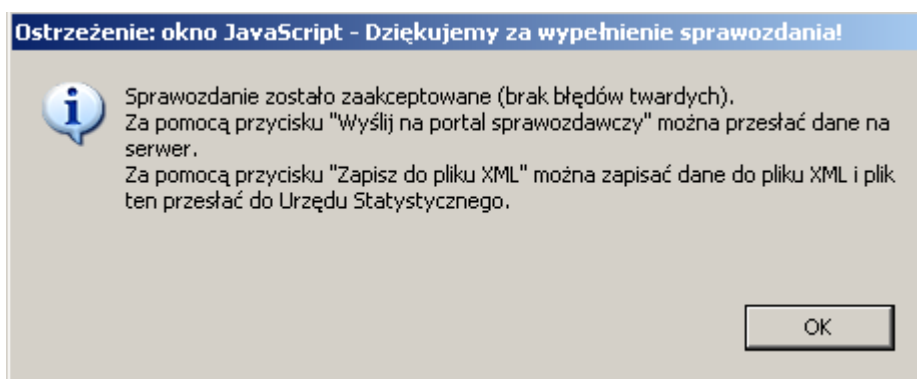 Ostrzeżenie: okno JavaScript - Dziękujemy za wypełnienie sprawozdania!
Sprawozdanie zostało zaakceptowane (brak błędów twardych).
Za pomocą przycisku "Wyślij na portal sprawozdawczy" można przesłać dane na
serwer.
Za pomocą przycisku "Zapisz do pliku XML" można zapisać dane do pliku XML i plik
ten przesłać do Urzędu Statystycznego.
OK